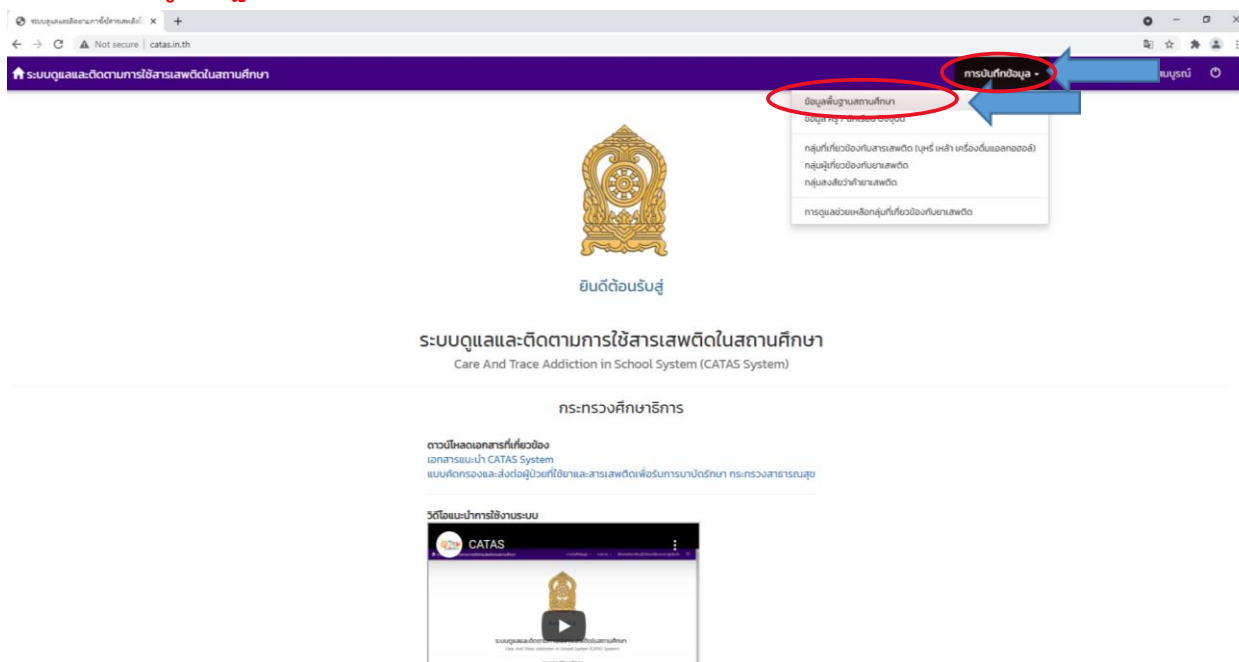 Not secure | catas.in.th
ระบบดูแลและติดตามการใช้สารเสพติดในสถานศึกษา
การบันทึกข้อมูล
ข้อมูลพื้นฐานสถานศึกษา
กลุ่มที่เกี่ยวข้องกับสารเสพติด (บุหรี่ เหล้า เครื่องดื่มแอลกอฮอล์)
กลุ่มผู้เกี่ยวข้องกับยาเสพติด
กลุ่มสงสัยว่าค้ายาเสพติด
การดูแลช่วยเหลือกลุ่มที่เกี่ยวข้องกับยาเสพติด
ยินดีต้อนรับสู่
ระบบดูแลและติดตามการใช้สารเสพติดในสถานศึกษา
Care And Trace Addiction in School System (CATAS System)
กระทรวงศึกษาธิการ
ดาวน์โหลดเอกสารที่เกี่ยวข้อง
เอกสารแนะนำ CATAS System
แบบคัดกรองและส่งต่อผู้ป่วยที่ใช้ยาและสารเสพติดเพื่อรับการบำบัดรักษา กระทรวงสาธารณสุข
วิดีโอแนะนำการใช้งานระบบ
CATAS
ระบบดูแลและติดตามการใช้สารเสพติดในสถานศึกษา
Care And Trace Addiction in School System (CATAS System)